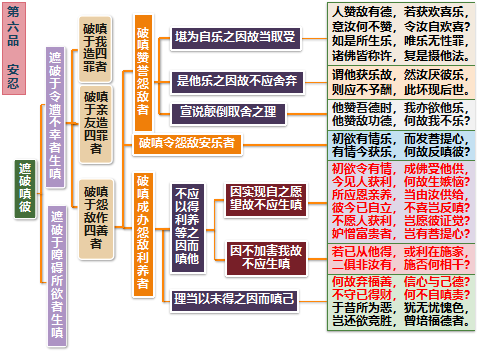 第六品 安忍
遮破嗔彼
遮破于令遭不幸者生嗔
遮破于障碍所欲者生嗔
破嗔
于我
造四
罪者
破嗔
于亲
友造
四罪
者
破嗔
于怨
敌作
四善
者
破嗔赞誉怨敌者
破嗔令怨敌安乐者
破嗔成办怨敌利养者
堪为自乐之因故当取受
是他乐之因故不应舍弃
宣说颠倒取舍之理
不应
以得
利养
等之
因而
嗔他
因实现自之愿
望故不应生嗔
因不加害我故
不应生嗔
理当以未得之因而嗔己
人赞敌有德，若获欢喜乐，
意汝何不赞，令汝自欢喜？
如是所生乐，唯乐无性罪，
诸佛皆称许，复是摄他法。
谓他获乐故，然汝厌彼乐，
则应不予酬，此坏现后世。
他赞吾德时，我亦欲他乐，
他赞敌功德，何故我不乐？
初欲有情乐，而发菩提心，
有情今获乐，何故反嗔彼？
初欲令有情，成佛受他供，
今见人获利，何故生嫉恼？
所应恩亲养，当由汝供给，
彼今已自立，不喜岂反嗔？
不愿人获利，岂愿彼证觉？
妒憎富贵者，岂有菩提心？
若已从他得，或利在施家，
二俱非汝有，施否何相干？
何故弃福善，信心与己德？
不守已得财，何不自嗔责？
于昔所为恶，犹无忧愧色，
岂还欲竞胜，曾培福德者。